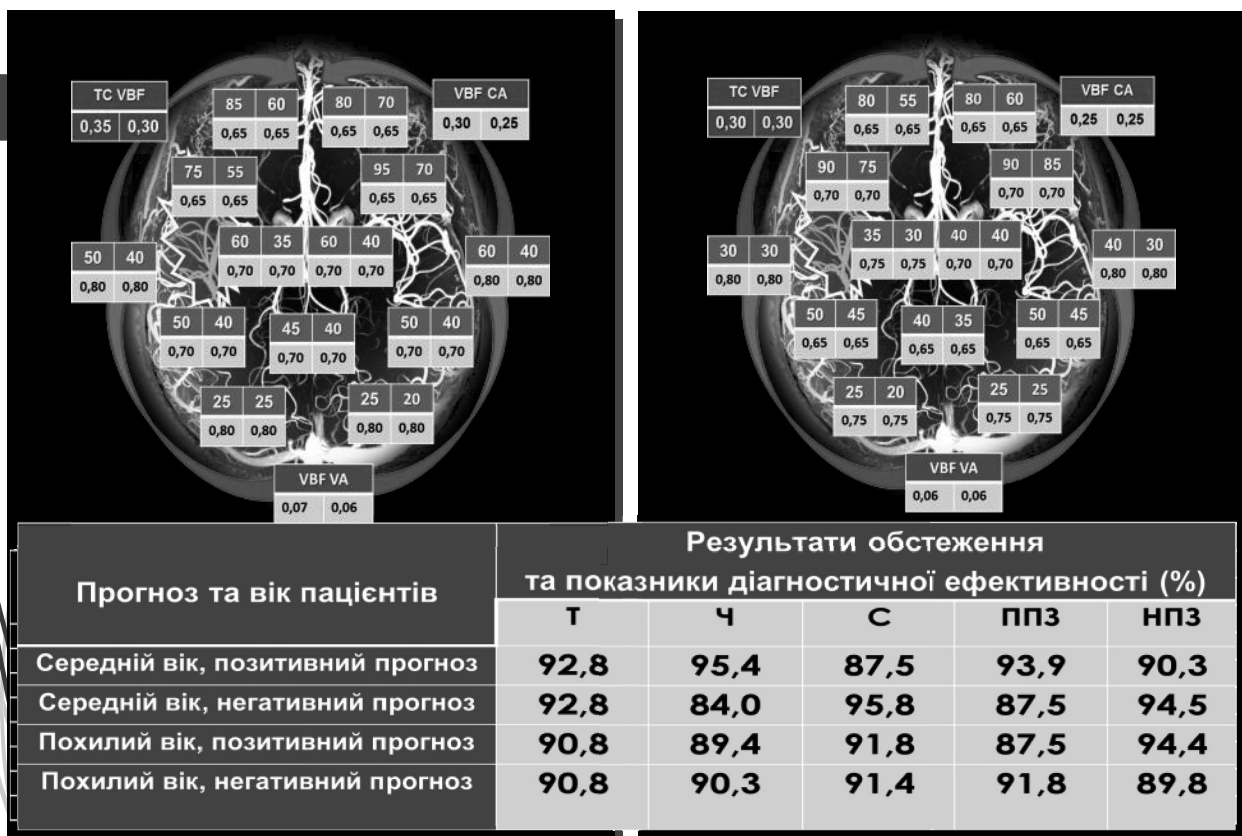 TC VBF
0,35 0,30
85 60
0,65 0,65
80 70
0,65 0,65
VBF CA
0,30 0,25
75 55
0,65 0,65
95 70
0,65 0,65
50 40
0,80 0,80
60 35 60 40
0,70 0,70 0,70 0,70
60 40
0,80 0,80
50 40
0,70 0,70
45 40
0,70 0,70
50 40
0,70 0,70
25 25
0,80 0,80
25 20
0,80 0,80
VBF VA
0,07 0,06
TC VBF
0,30 0,30
80 55
0,65 0,65
80 60
0,65 0,65
VBF CA
0,25 0,25
90 75
0,70 0,70
90 85
0,70 0,70
30 30
0,80 0,80
35 30 40 40
0,75 0,75 0,70 0,70
40 30
0,80 0,80
50 45
0,65 0,65
40 35
0,65 0,65
50 45
0,65 0,65
25 20
0,75 0,75
25 25
0,75 0,75
VBF VA
0,06 0,06
Прогноз та вік пацієнтів
Результати обстеження
та показники діагностичної ефективності (%)
Т Ч С ППЗ НПЗ
Середній вік, позитивний прогноз 92,8 95,4 87,5 93,9 90,3
Середній вік, негативний прогноз 92,8 84,0 95,8 87,5 94,5
Похилий вік, позитивний прогноз 90,8 89,4 91,8 87,5 94,4
Похилий вік, негативний прогноз 90,8 90,3 91,4 91,8 89,8